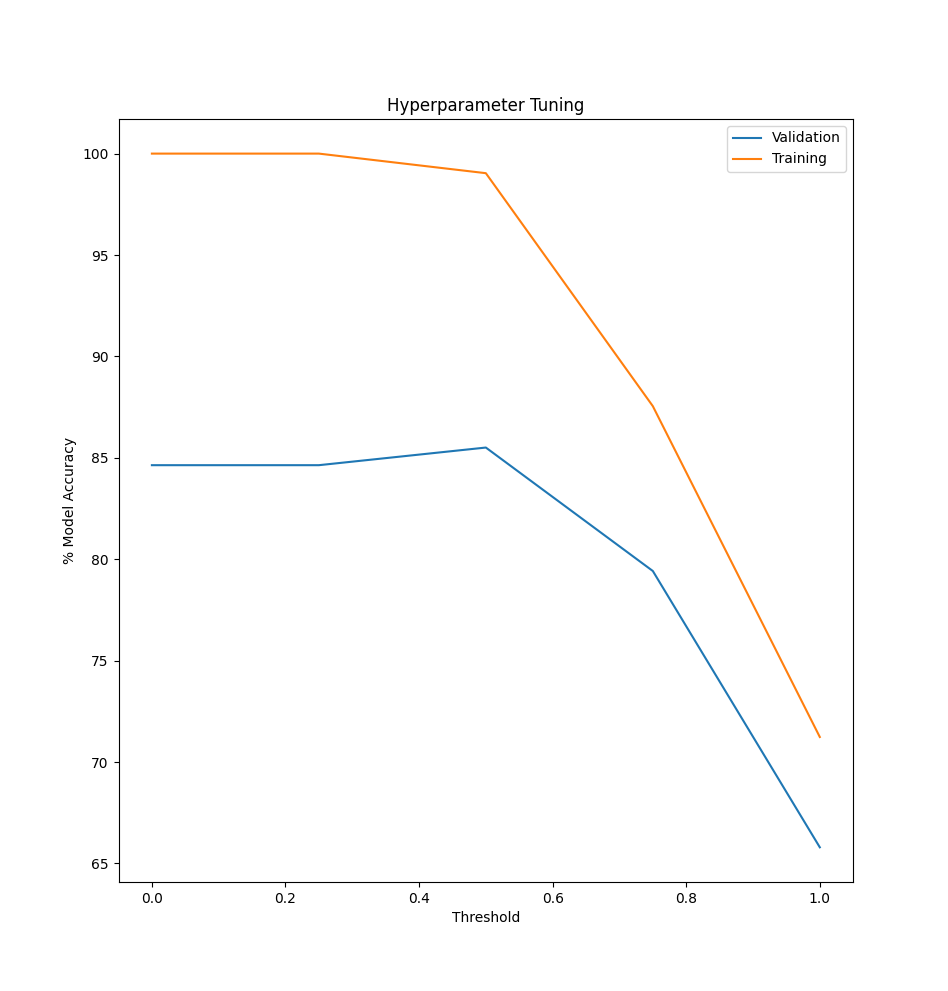 Hyperparameter Tuning
Validation
Training
100
95
90
85
80
75
70
65
% Model Accuracy
0.0 0.2 0.4 0.6 0.8 1.0
Threshold